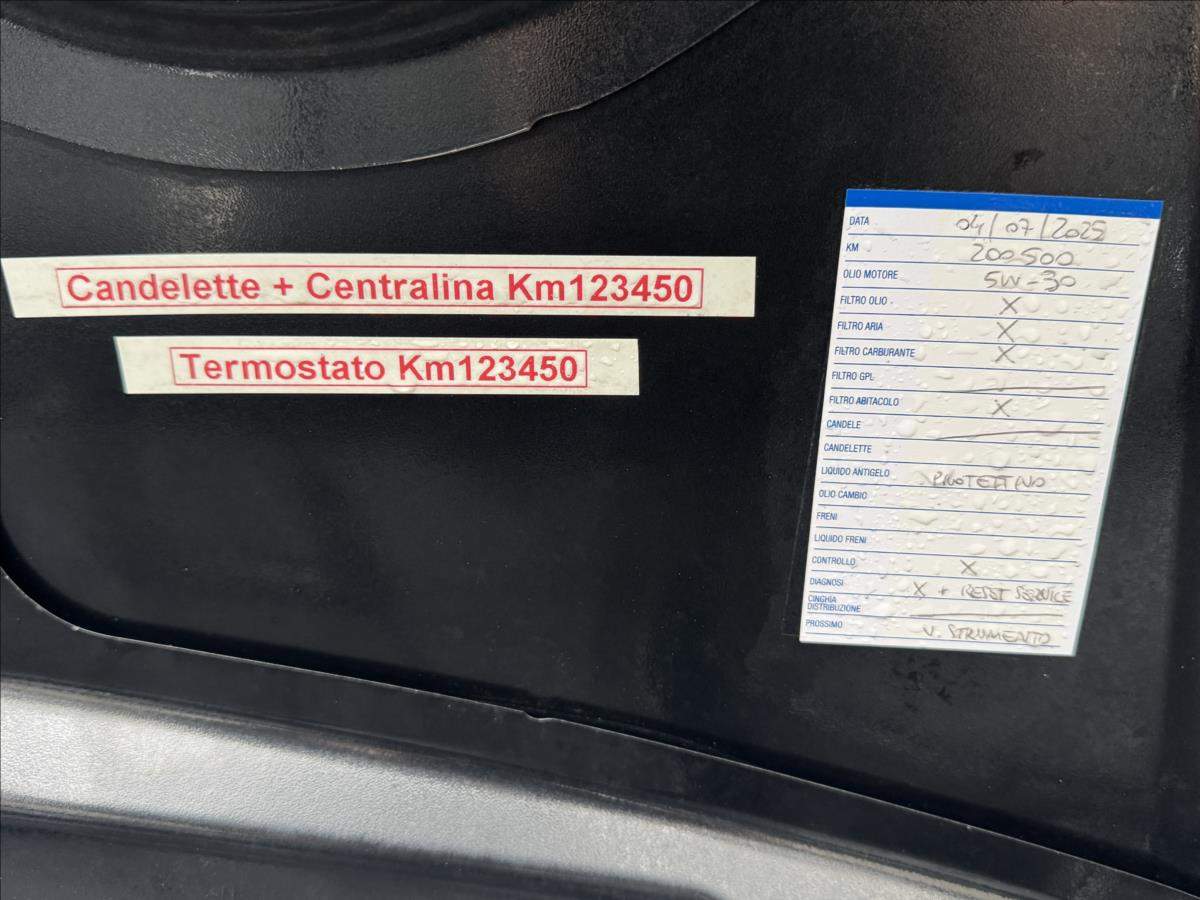 Candelette + Centralina Km123450
Termostato Km123450
DATA 04/07/2025
KM 200500
OLIO MOTORE 5W-30
FILTRO OLIO X
FILTRO ARIA X
FILTRO CARBURANTE X
FILTRO GPL
FILTRO ABITACOLO X
CANDELE
CANDELETTE
LIQUIDO ANTIGELO
OLIO CAMBIO
FRENI
LIQUIDO FRENI
CONTROLLO X
DIAGNOSI X + RESET SERVICE
CINGHIA
DISTRIBUZIONE
PROSSIMO V. STRUMENTO